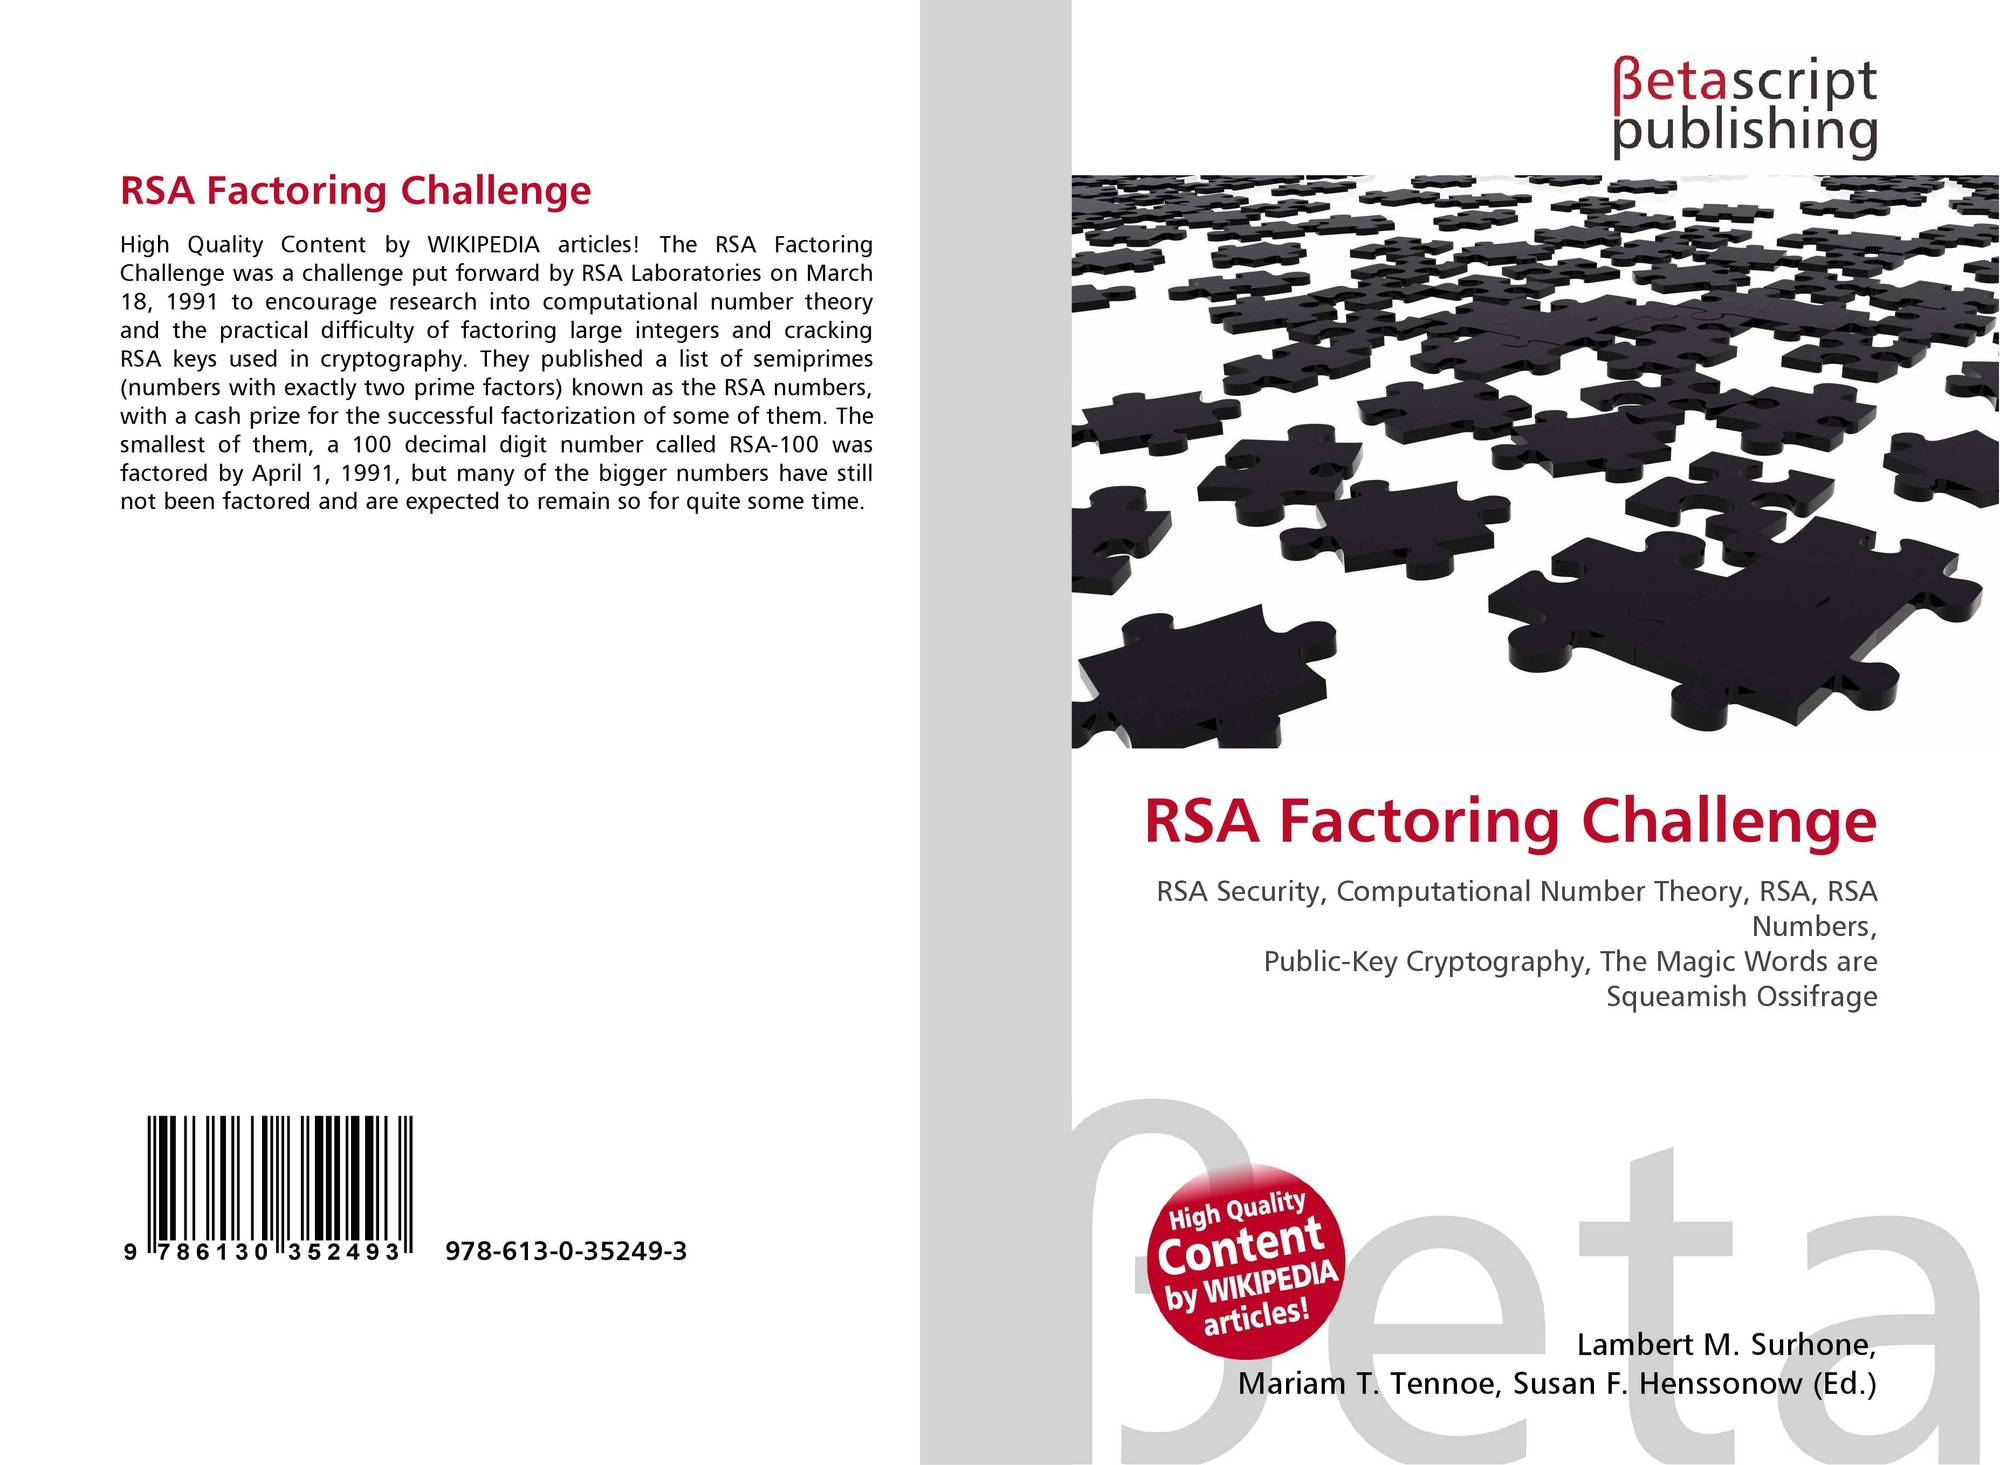 RSA Factoring Challenge
High Quality Content by WIKIPEDIA articles! The RSA Factoring
Challenge was a challenge put forward by RSA Laboratories on March
18, 1991 to encourage research into computational number theory
and the practical difficulty of factoring large integers and cracking
RSA keys used in cryptography. They published a list of semiprimes
(numbers with exactly two prime factors) known as the RSA numbers,
with a cash prize for the successful factorization of some of them. The
smallest of them, a 100 decimal digit number called RSA-100 was
factored by April 1, 1991, but many of the bigger numbers have still
not been factored and are expected to remain so for quite some time.
9 786130 352493
978-613-0-35249-3
βetascript
publishing
RSA Factoring Challenge
RSA Security, Computational Number Theory, RSA, RSA
Numbers,
Public-Key Cryptography, The Magic Words are
Squeamish Ossifrage
βeta
High Quality
Content
by WIKIPEDIA
articles!
Lambert M. Surhone,
Mariam T. Tennoe, Susan F. Henssonow (Ed.)